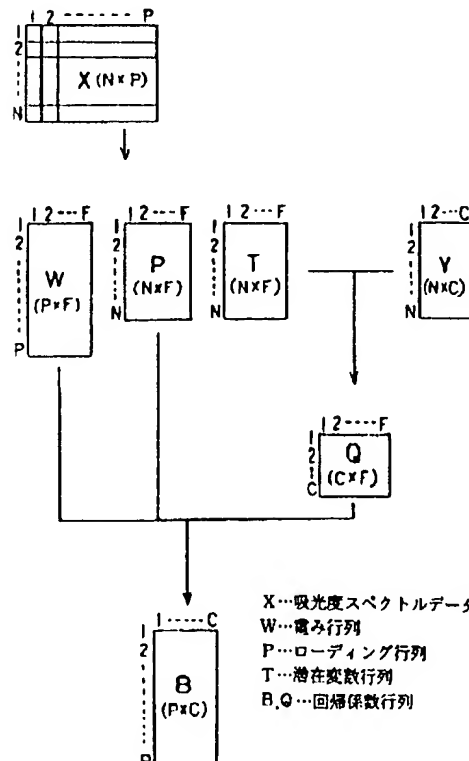 1 2 ------- P
1
2
N
X (N×P)
1 2---F
1 2---F
1 2---F
1 2---C
1
2
P
W
(P×F)
1
2
N
P
(N×F)
1
2
N
T
(N×F)
1
2
N
Y
(N×C)
1 2----F
1
2
C
Q
(C×F)
1 ----- C
1
2
P
B
(P×C)
X…吸光度スペクトルデータ
W…重み行列
P…ローディング行列
T…潜在変数行列
B,Q…回帰係数行列